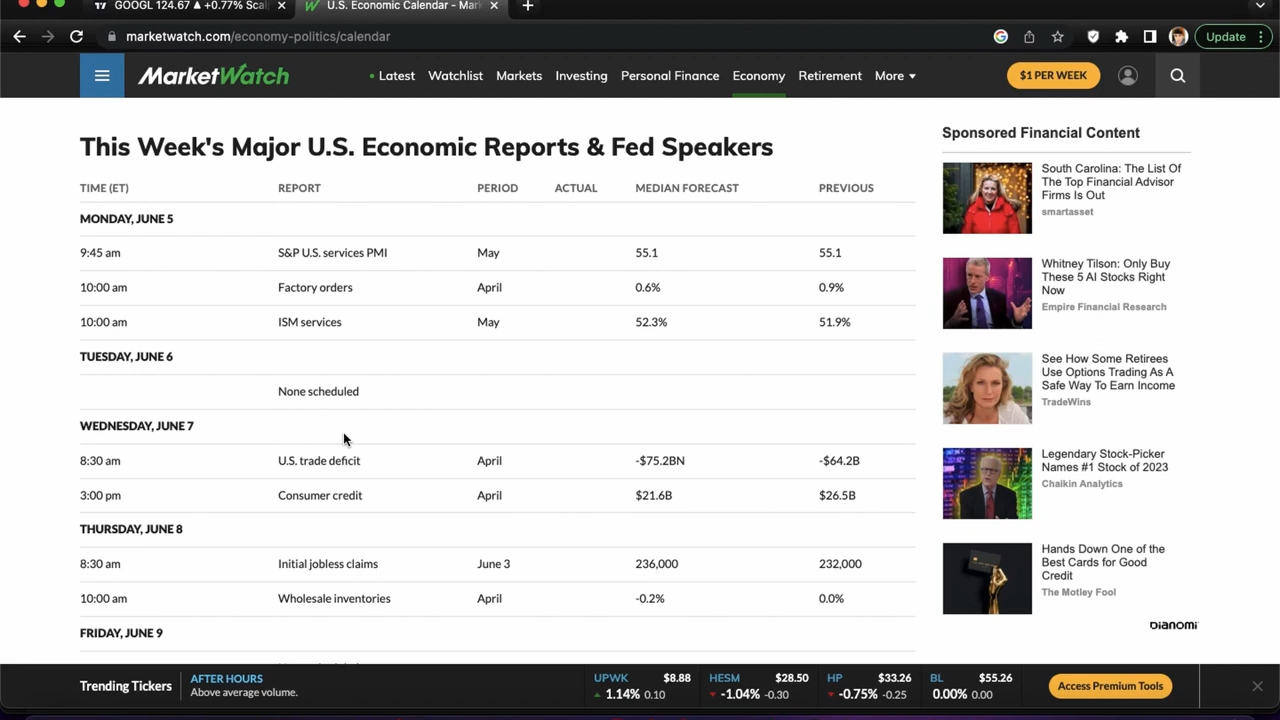 GOOGL 124.67 ▲ +0.77% Scal
U.S. Economic Calendar - Mar
marketwatch.com/economy-politics/calendar
Update
MarketWatch
Latest Watchlist Markets Investing Personal Finance Economy Retirement More
$1 PER WEEK
This Week's Major U.S. Economic Reports & Fed Speakers
TIME (ET) REPORT PERIOD ACTUAL MEDIAN FORECAST PREVIOUS
MONDAY, JUNE 5
9:45 am S&P U.S. services PMI May 55.1 55.1
10:00 am Factory orders April 0.6% 0.9%
10:00 am ISM services May 52.3% 51.9%
TUESDAY, JUNE 6
None scheduled
WEDNESDAY, JUNE 7
8:30 am U.S. trade deficit April -$75.2BN -$64.2B
3:00 pm Consumer credit April $21.6B $26.5B
THURSDAY, JUNE 8
8:30 am Initial jobless claims June 3 236,000 232,000
10:00 am Wholesale inventories April -0.2% 0.0%
FRIDAY, JUNE 9
Sponsored Financial Content
South Carolina: The List Of
The Top Financial Advisor
Firms Is Out
smartasset
Whitney Tilson: Only Buy
These 5 AI Stocks Right
Now
Empire Financial Research
See How Some Retirees
Use Options Trading As A
Safe Way To Earn Income
TradeWins
Legendary Stock-Picker
Names #1 Stock of 2023
Chaikin Analytics
Hands Down One of the
Best Cards for Good
Credit
The Motley Fool
DIANOMI
Trending Tickers
AFTER HOURS
Above average volume.
UPWK $8.88
1.14% 0.10
HESM $28.50
-1.04% -0.30
HP $33.26
-0.75% -0.25
BL $55.26
0.00% 0.00
Access Premium Tools